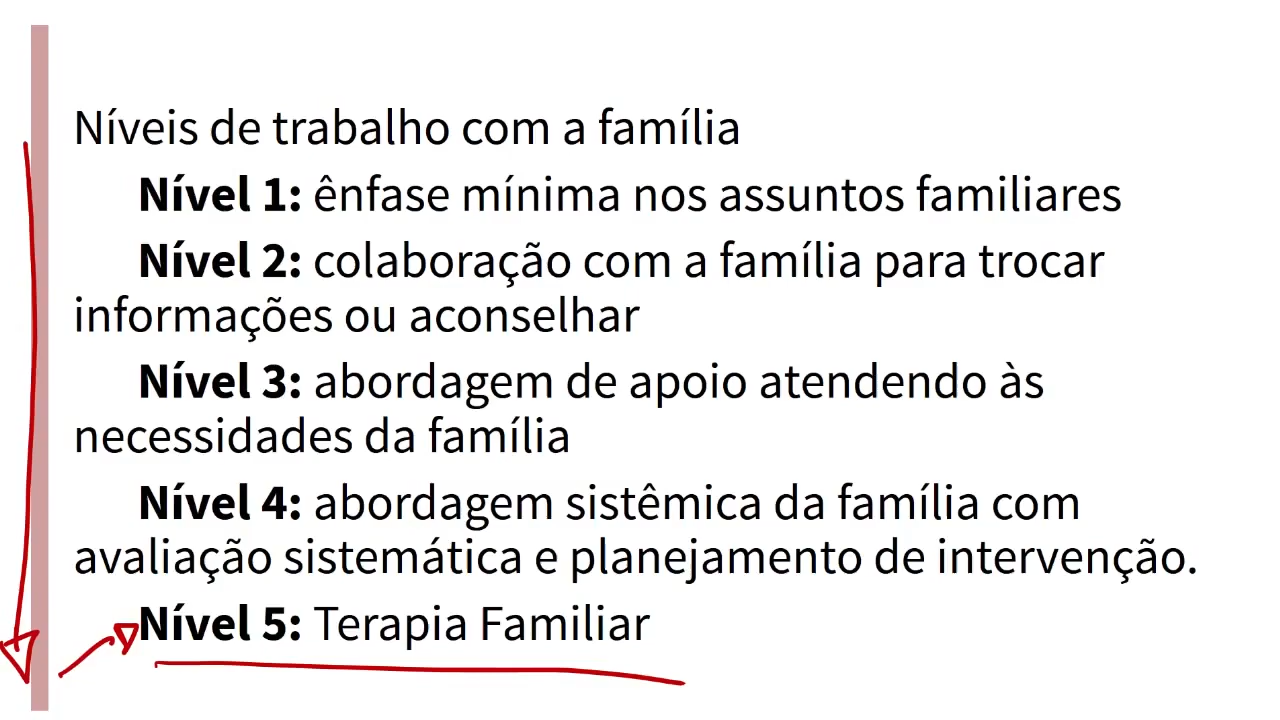 Níveis de trabalho com a família
Nível 1: ênfase mínima nos assuntos familiares
Nível 2: colaboração com a família para trocar
informações ou aconselhar
Nível 3: abordagem de apoio atendendo às
necessidades da família
Nível 4: abordagem sistêmica da família com
avaliação sistemática e planejamento de intervenção.
Nível 5: Terapia Familiar